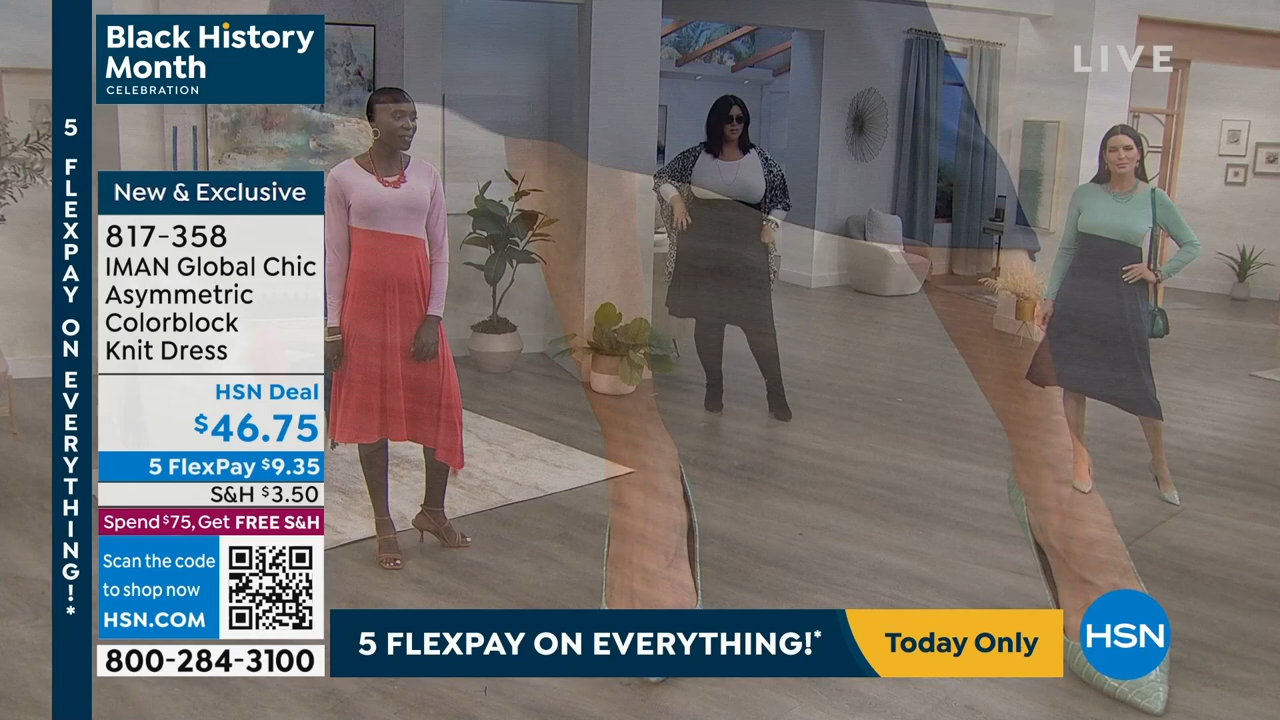 Black History
Month
CELEBRATION
LIVE
5 FLEXPAY ON EVERYTHING!*
New & Exclusive
817-358
IMAN Global Chic
Asymmetric
Colorblock
Knit Dress
HSN Deal
$46.75
5 FlexPay $9.35
S&H $3.50
Spend $75, Get FREE S&H
Scan the code
to shop now
HSN.COM
800-284-3100
5 FLEXPAY ON EVERYTHING!*
Today Only
HSN